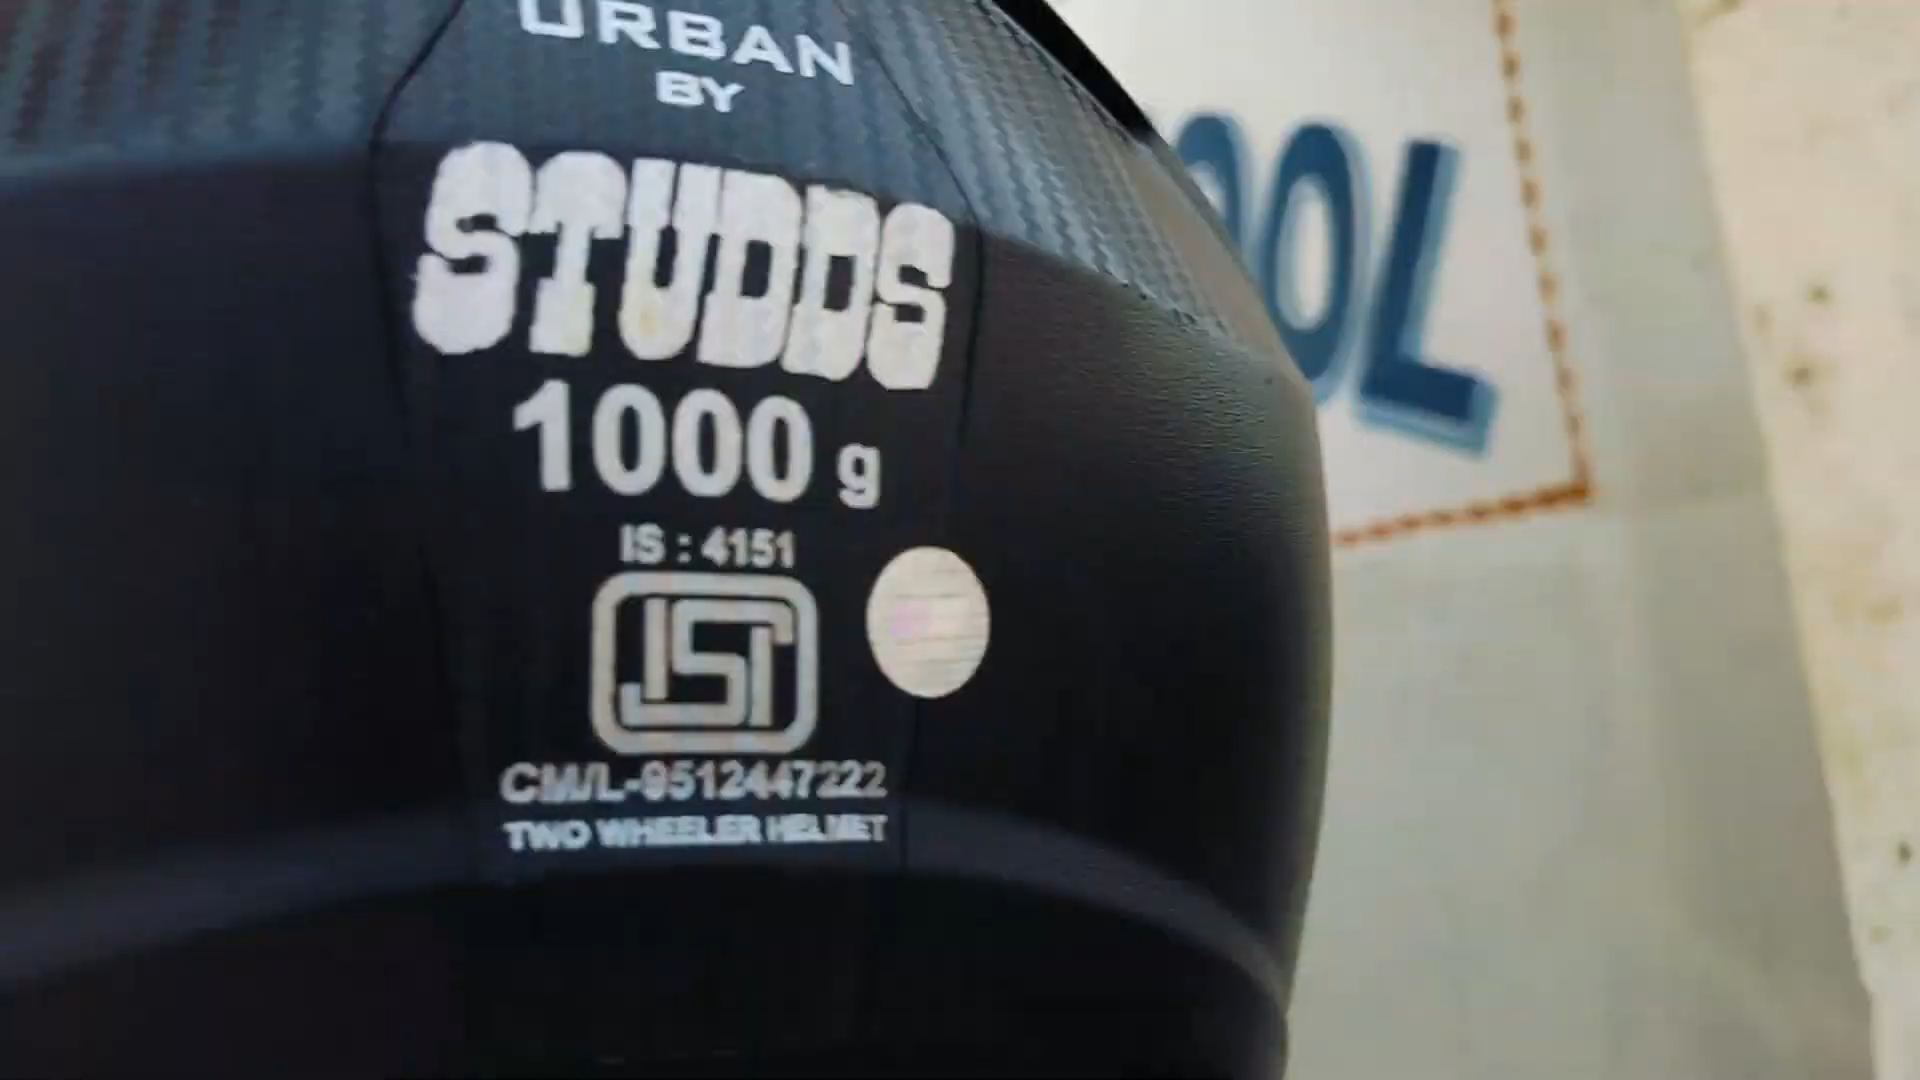 URBAN
BY
STUDDS
1000 g
IS : 4151
ISI
CM/L-9512447222
TWO WHEELER HELMET
OOL